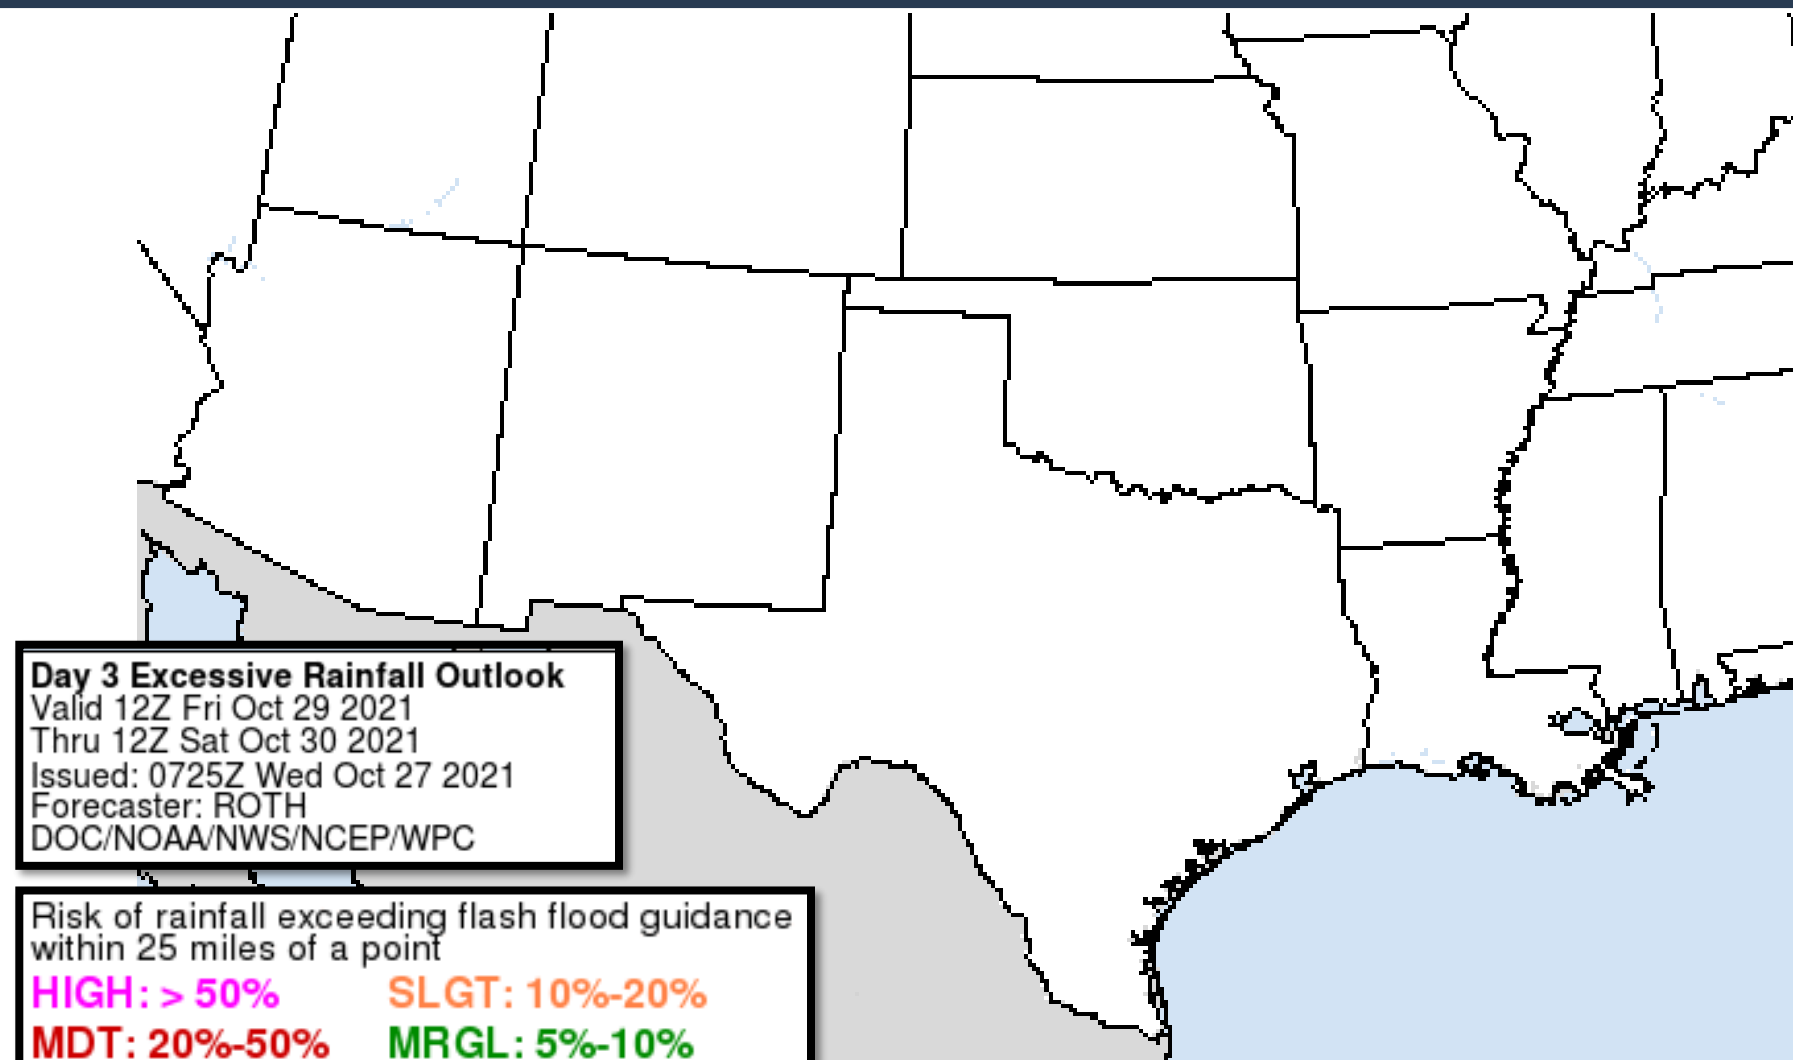 Day 3 Excessive Rainfall Outlook
Valid 12Z Fri Oct 29 2021
Thru 12Z Sat Oct 30 2021
Issued: 0725Z Wed Oct 27 2021
Forecaster: ROTH
DOC/NOAA/NWS/NCEP/WPC
Risk of rainfall exceeding flash flood guidance
within 25 miles of a point
HIGH: > 50% SLGT: 10%-20%
MDT: 20%-50% MRGL: 5%-10%